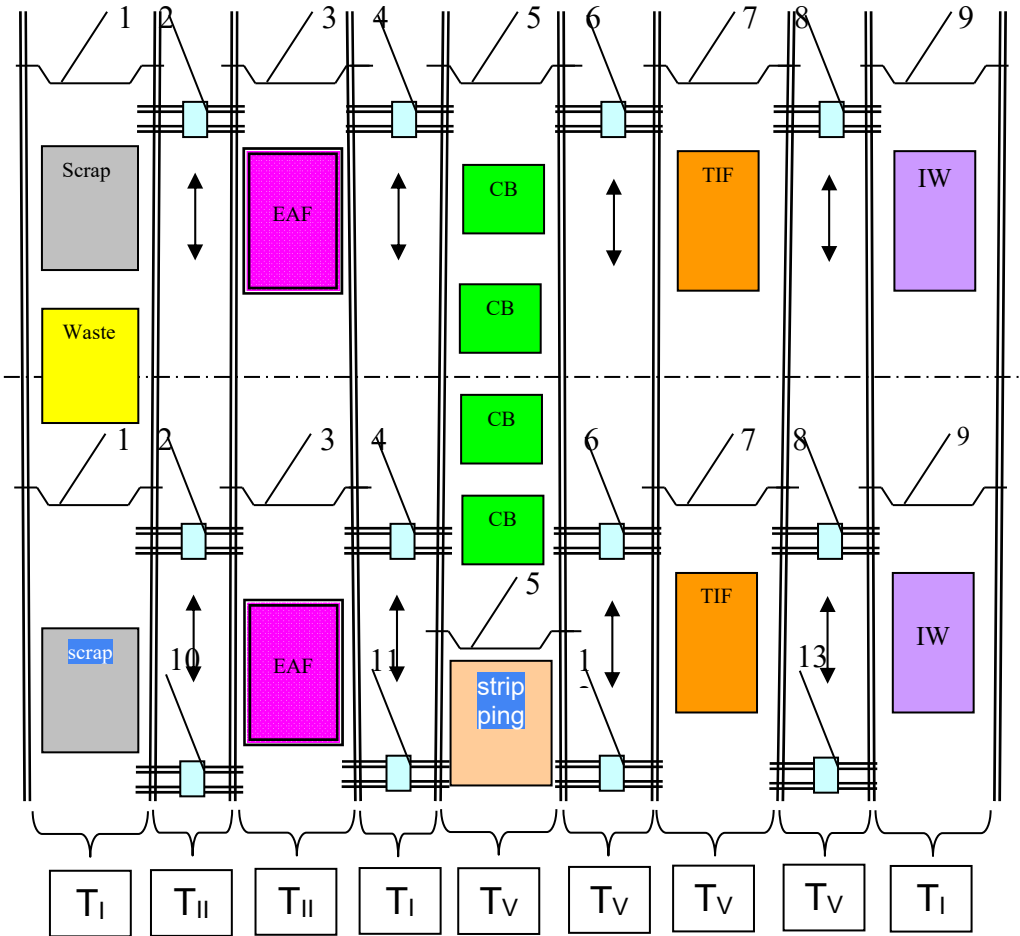 1 2 3 4 5 6 7 8 9
Scrap
EAF
CB
TIF
IW
Waste
CB
CB
1 2 3 4 6 7 8 9
CB
5
scrap
10
EAF
11
strip
ping
1
TIF
13
IW
TI TII TII TI TV TV TV TV TI